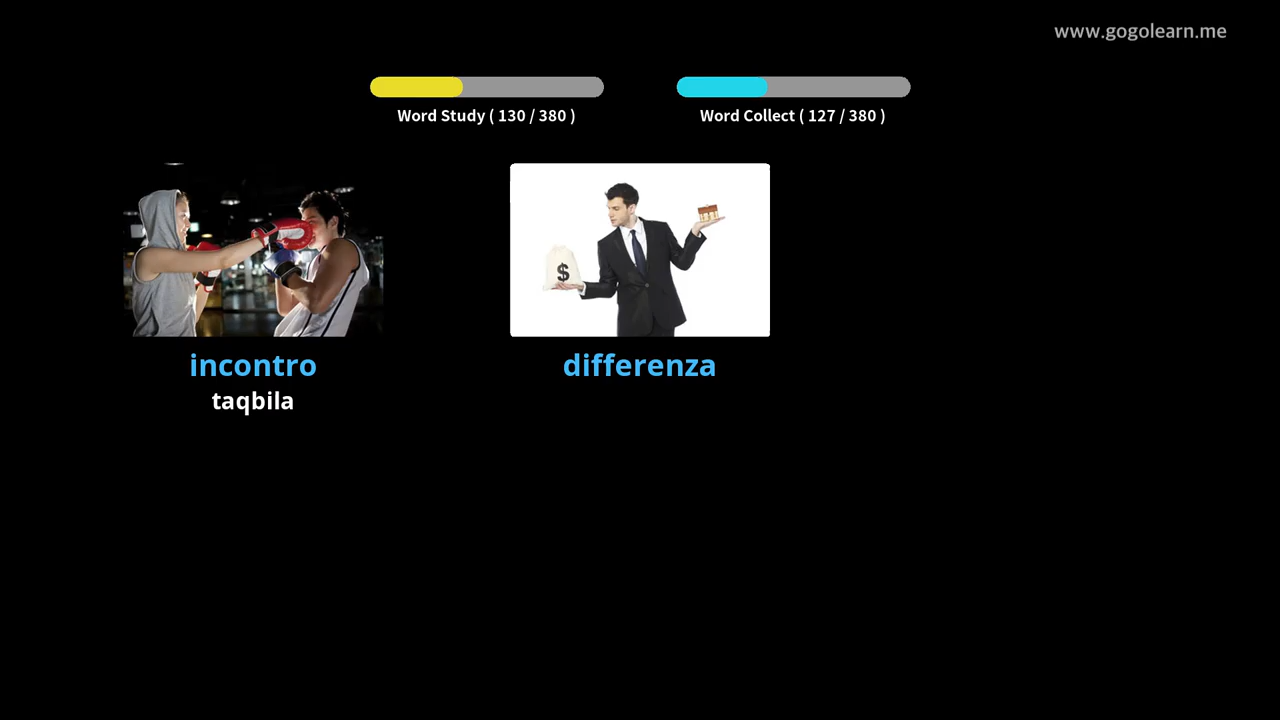 www.gogolearn.me
Word Study ( 130 / 380 )
Word Collect ( 127 / 380 )
$
incontro
taqbila
differenza